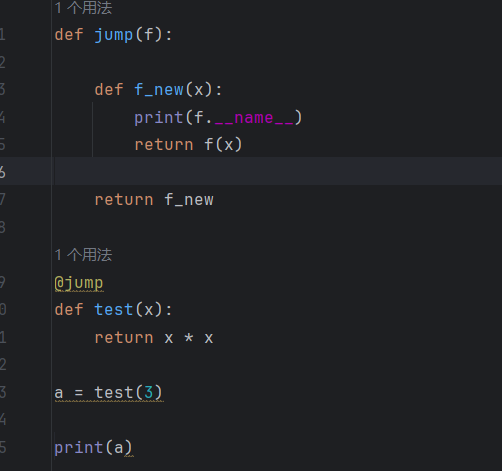 1 个用法
1 def jump(f):
2
3 def f_new(x):
4 print(f.__name__)
5 return f(x)
6
7 return f_new
8
1 个用法
9 @jump
0 def test(x):
1 return x * x
2
3 a = test(3)
4
5 print(a)